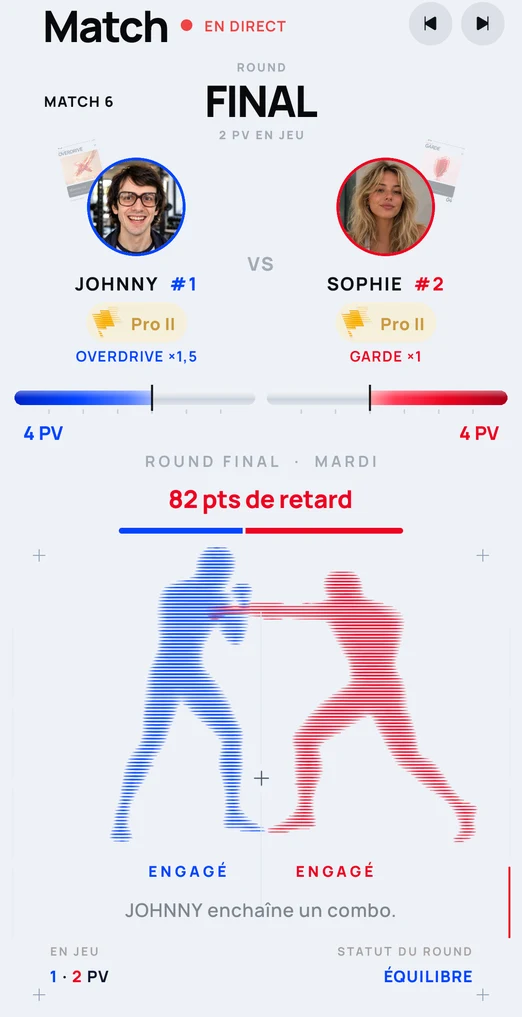 Match
EN DIRECT
ROUND
MATCH 6
FINAL
2 PV EN JEU
OVERDRIVE
GARDE
VS
JOHNNY #1
SOPHIE #2
Pro II
Pro II
OVERDRIVE ×1,5
GARDE ×1
4 PV
4 PV
ROUND FINAL · MARDI
82 pts de retard
ENGAGÉ
ENGAGÉ
JOHNNY enchaîne un combo.
EN JEU
STATUT DU ROUND
1 · 2 PV
ÉQUILIBRE